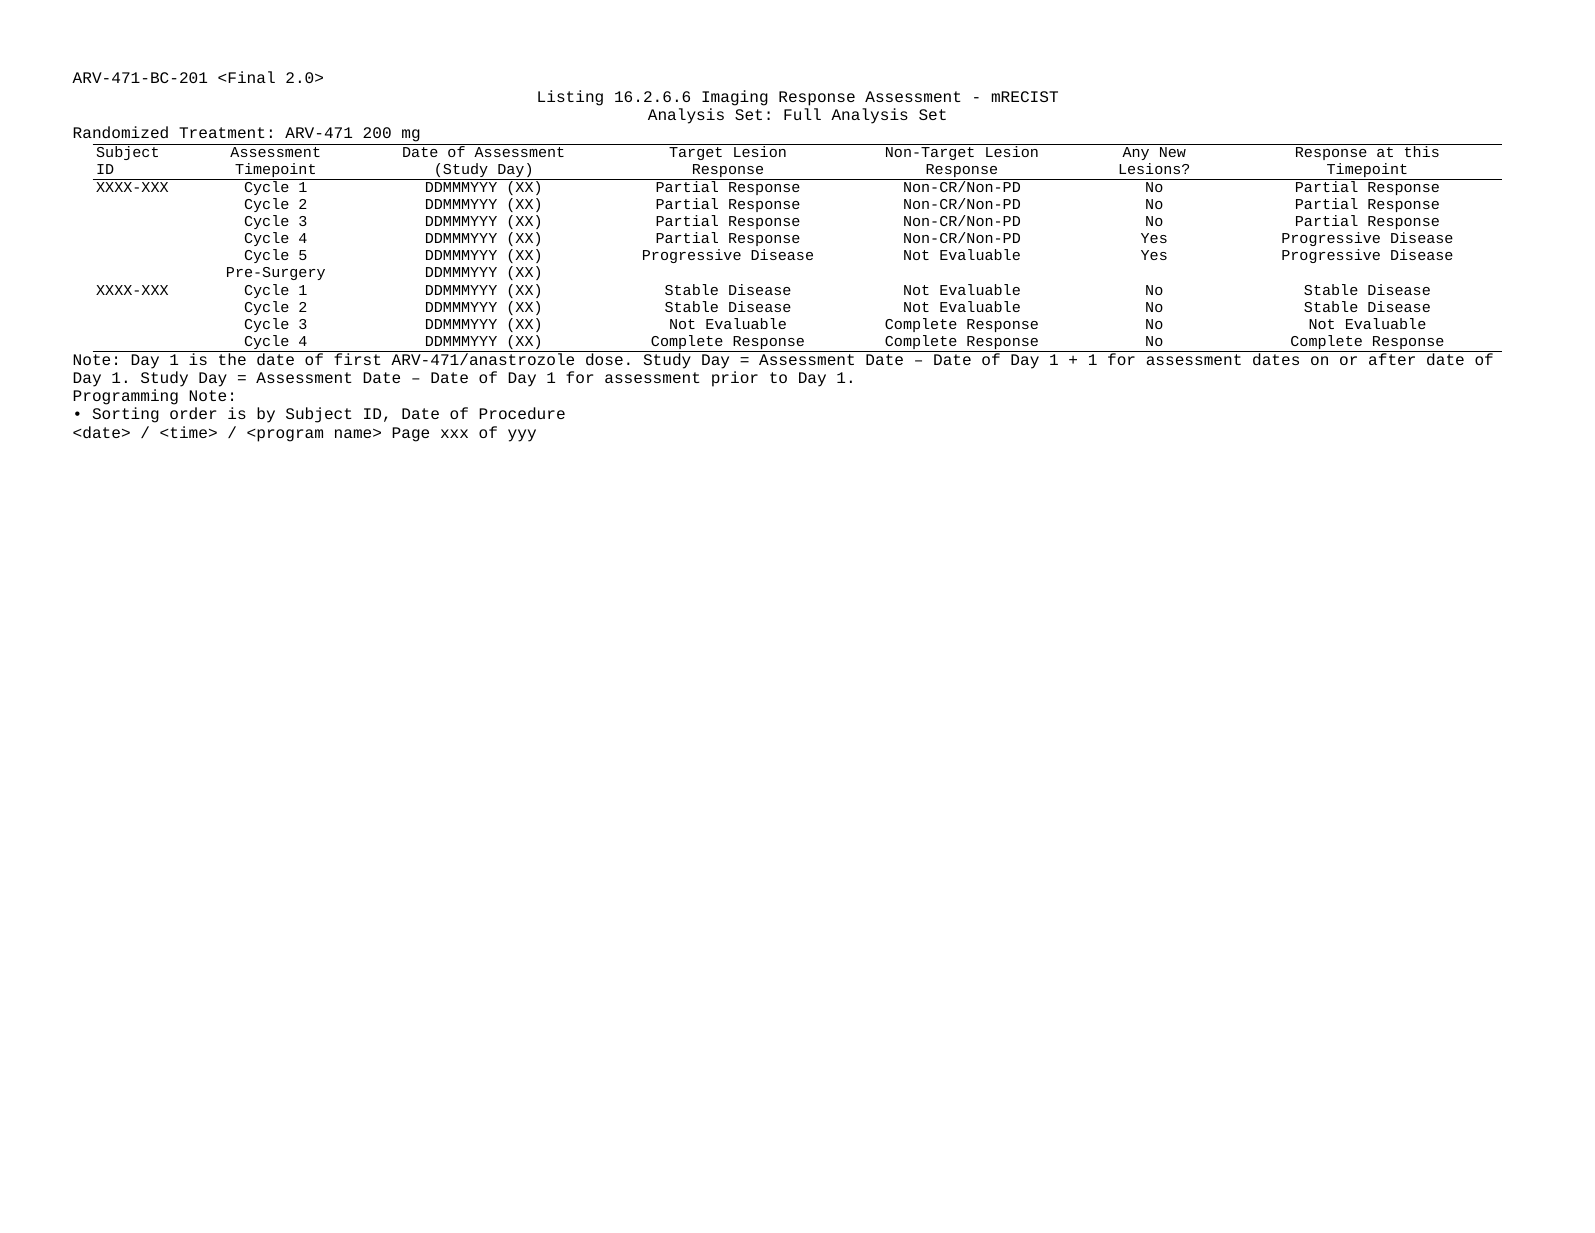 ARV-471-BC-201 <Final 2.0>
Listing 16.2.6.6 Imaging Response Assessment - mRECIST
Analysis Set: Full Analysis Set
Randomized Treatment: ARV-471 200 mg
Subject Assessment Date of Assessment Target Lesion Non-Target Lesion Any New Response at this
ID Timepoint (Study Day) Response Response Lesions? Timepoint
XXXX-XXX Cycle 1 DDMMMYYY (XX) Partial Response Non-CR/Non-PD No Partial Response
Cycle 2 DDMMMYYY (XX) Partial Response Non-CR/Non-PD No Partial Response
Cycle 3 DDMMMYYY (XX) Partial Response Non-CR/Non-PD No Partial Response
Cycle 4 DDMMMYYY (XX) Partial Response Non-CR/Non-PD Yes Progressive Disease
Cycle 5 DDMMMYYY (XX) Progressive Disease Not Evaluable Yes Progressive Disease
Pre-Surgery DDMMMYYY (XX)
XXXX-XXX Cycle 1 DDMMMYYY (XX) Stable Disease Not Evaluable No Stable Disease
Cycle 2 DDMMMYYY (XX) Stable Disease Not Evaluable No Stable Disease
Cycle 3 DDMMMYYY (XX) Not Evaluable Complete Response No Not Evaluable
Cycle 4 DDMMMYYY (XX) Complete Response Complete Response No Complete Response
Note: Day 1 is the date of first ARV-471/anastrozole dose. Study Day = Assessment Date – Date of Day 1 + 1 for assessment dates on or after date of
Day 1. Study Day = Assessment Date – Date of Day 1 for assessment prior to Day 1.
Programming Note:
• Sorting order is by Subject ID, Date of Procedure
<date> / <time> / <program name> Page xxx of yyy